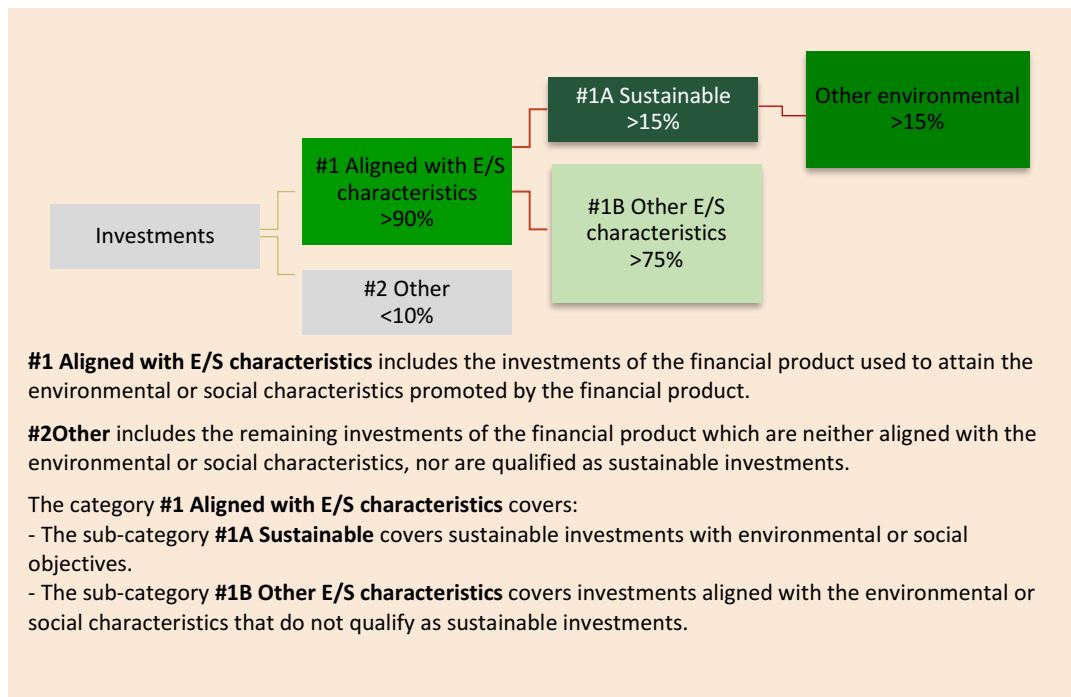 #1A Sustainable
>15%
Other environmental
>15%
#1 Aligned with E/S
characteristics
>90%
#1B Other E/S
characteristics
>75%
Investments
#2 Other
<10%
#1 Aligned with E/S characteristics includes the investments of the financial product used to attain the
environmental or social characteristics promoted by the financial product.
#2Other includes the remaining investments of the financial product which are neither aligned with the
environmental or social characteristics, nor are qualified as sustainable investments.
The category #1 Aligned with E/S characteristics covers:
- The sub-category #1A Sustainable covers sustainable investments with environmental or social
objectives.
- The sub-category #1B Other E/S characteristics covers investments aligned with the environmental or
social characteristics that do not qualify as sustainable investments.